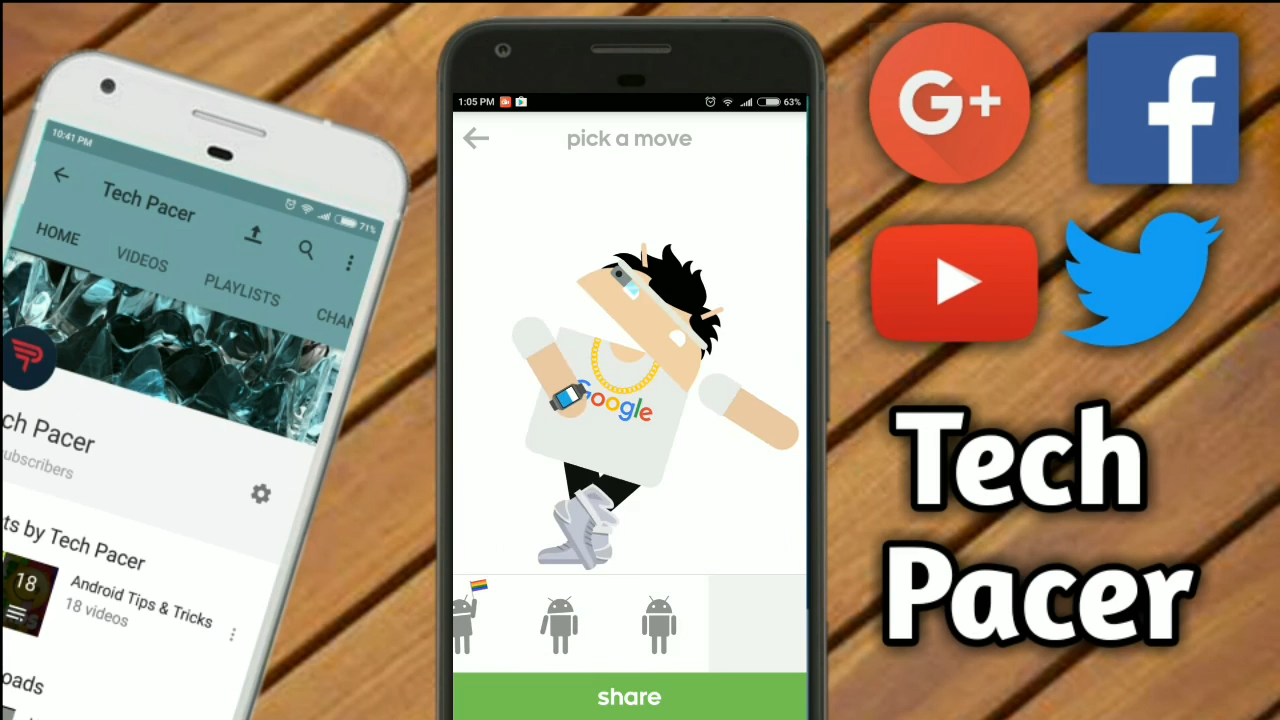 10:41 PM
71%
Tech Pacer
HOME VIDEOS PLAYLISTS CHAN
ch Pacer
ubscribers
ts by Tech Pacer
18
Android Tips & Tricks
18 videos
oads
1:05 PM
63%
pick a move
Google
share
G+
f
Tech
Pacer